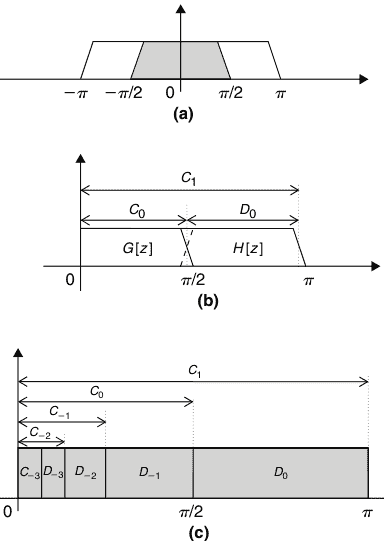 −π −π/2 0 π/2 π
(a)
C₁
C₀ D₀
G[z] H[z]
0 π/2 π
(b)
C₁
C₀
C₋₁
C₋₂
C₋₃ D₋₃ D₋₂ D₋₁ D₀
0 π/2 π
(c)